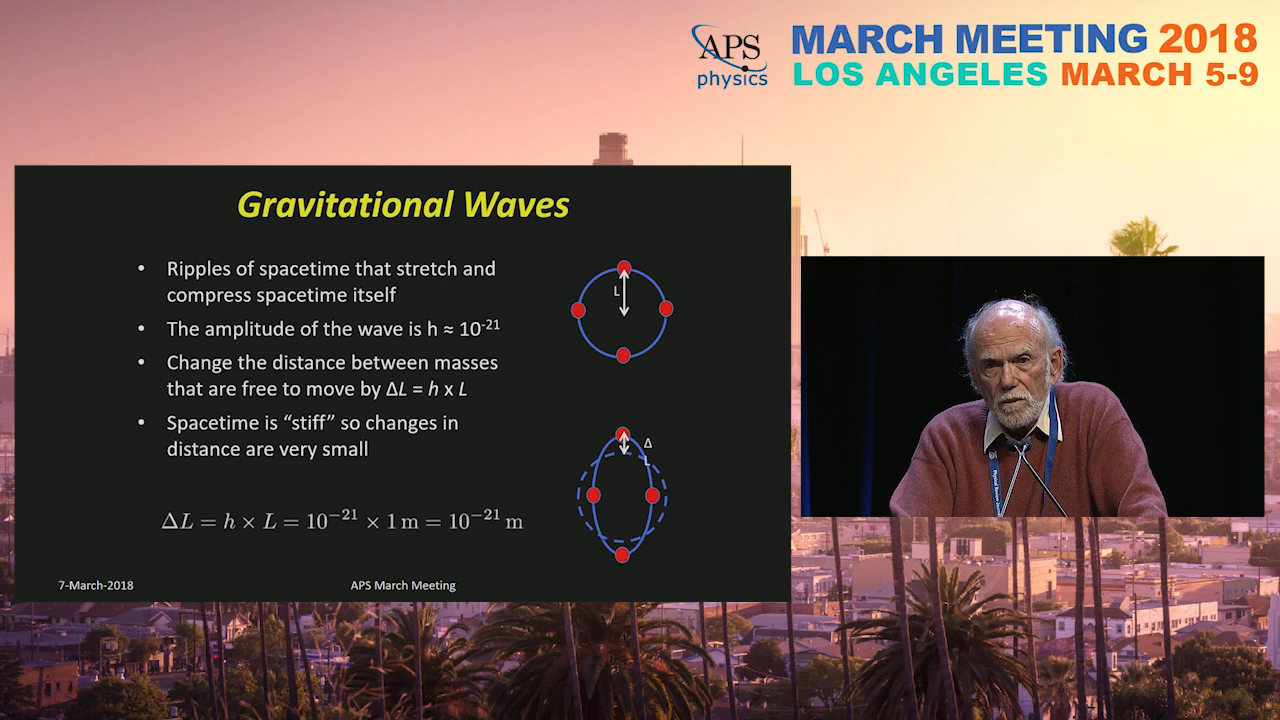 APS
physics
MARCH MEETING 2018
LOS ANGELES MARCH 5-9
Gravitational Waves
• Ripples of spacetime that stretch and
compress spacetime itself
• The amplitude of the wave is h ≈ 10⁻²¹
• Change the distance between masses
that are free to move by ΔL = h x L
• Spacetime is “stiff” so changes in
distance are very small
ΔL = h × L = 10⁻²¹ × 1 m = 10⁻²¹ m
L
Δ
L
7-March-2018
APS March Meeting